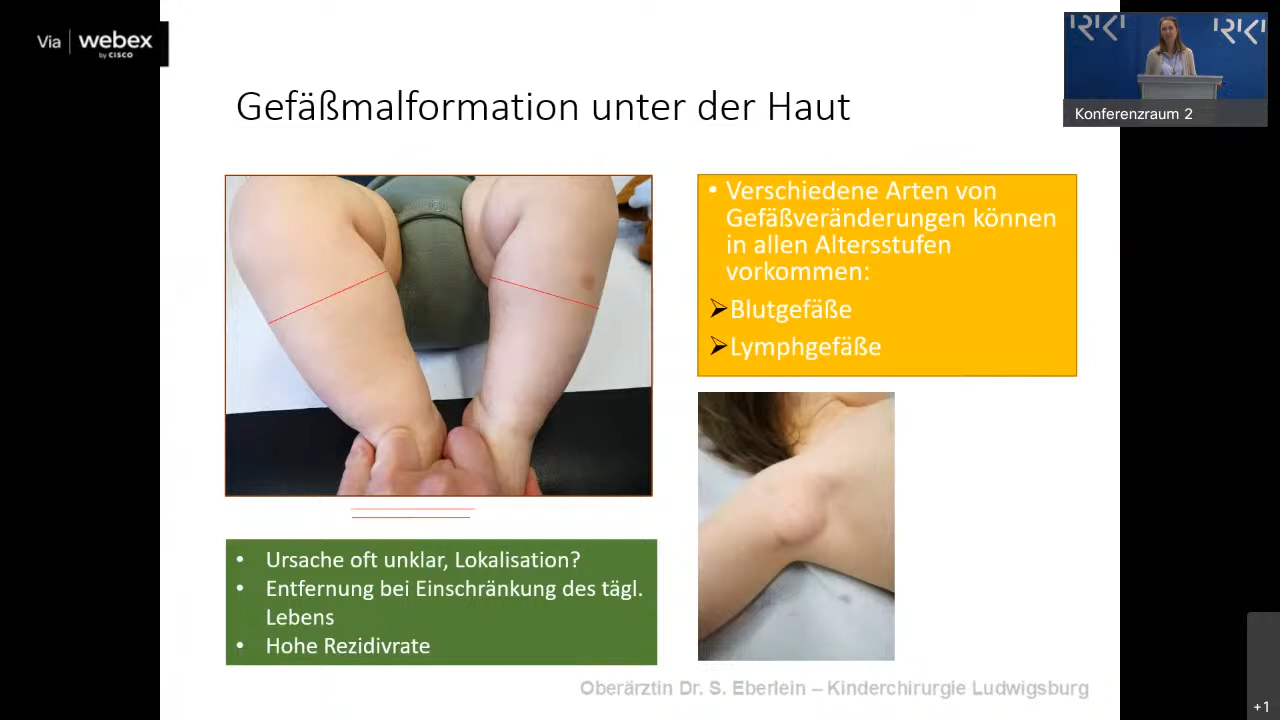 Via webex
by CISCO
RKI RKI
Konferenzraum 2
Gefäßmalformation unter der Haut
• Verschiedene Arten von
Gefäßveränderungen können
in allen Altersstufen
vorkommen:
➢Blutgefäße
➢Lymphgefäße
• Ursache oft unklar, Lokalisation?
• Entfernung bei Einschränkung des tägl.
Lebens
• Hohe Rezidivrate
Oberärztin Dr. S. Eberlein – Kinderchirurgie Ludwigsburg
+1